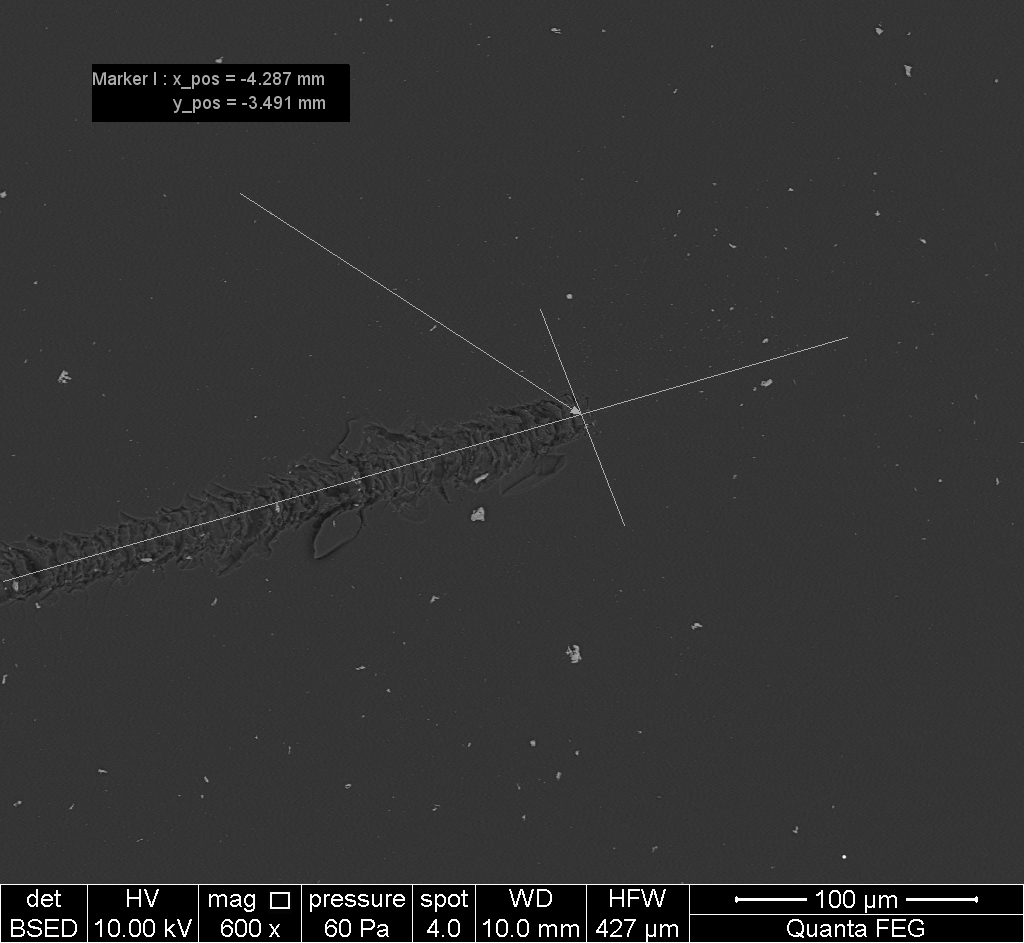 Marker I : x_pos = -4.287 mm
y_pos = -3.491 mm
det HV mag pressure spot WD HFW 100 µm
BSED 10.00 kV 600 x 60 Pa 4.0 10.0 mm 427 µm Quanta FEG